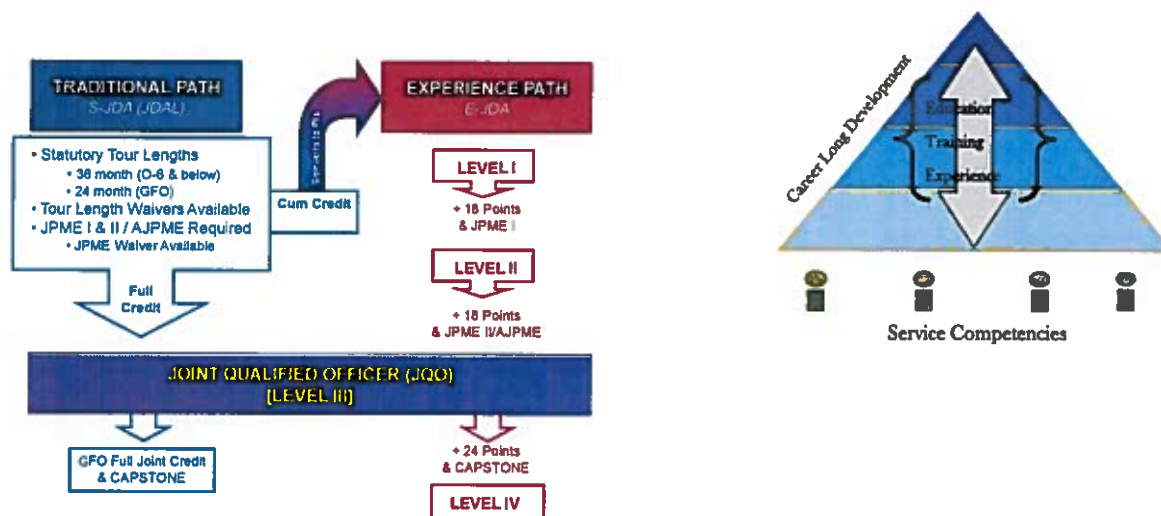 TRADITIONAL PATH
S-JDA (JDAL)
• Statutory Tour Lengths
• 36 month (O-6 & below)
• 24 month (GFO)
• Tour Length Waivers Available
• JPME I & II / AJPME Required
• JPME Waiver Available
Full
Credit
Cum Credit
Converts to Pts
EXPERIENCE PATH
E-JDA
LEVEL I
+ 18 Points
& JPME I
LEVEL II
+ 18 Points
& JPME II/AJPME
JOINT QUALIFIED OFFICER (JQO)
[LEVEL III]
GFO Full Joint Credit
& CAPSTONE
+ 24 Points
& CAPSTONE
LEVEL IV
Career Long Development
Education
Training
Experience
Service Competencies